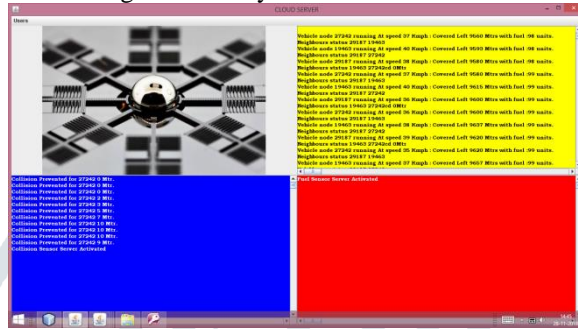 CLOUD SERVER
Users
Vehicle node 27242 running At speed 37 Kmph : Covered Left 9660 Mtrs with fuel :98 units.
Neighbours status 29187 19463
Vehicle node 19463 running At speed 40 Kmph : Covered Left 9593 Mtrs with fuel :98 units.
Neighbours status 29187 27242
Vehicle node 29187 running At speed 38 Kmph : Covered Left 9580 Mtrs with fuel :98 units.
Neighbours status 19463 27242rd 0Mtr
Vehicle node 27242 running At speed 37 Kmph : Covered Left 9580 Mtrs with fuel :99 units.
Neighbours status 29187 19463
Vehicle node 19463 running At speed 40 Kmph : Covered Left 9615 Mtrs with fuel :98 units.
Neighbours status 29187 27242
Vehicle node 29187 running At speed 36 Kmph : Covered Left 9600 Mtrs with fuel :99 units.
Neighbours status 19463 27242rd 0Mtr
Vehicle node 27242 running At speed 36 Kmph : Covered Left 9600 Mtrs with fuel :99 units.
Neighbours status 29187 19463
Vehicle node 19463 running At speed 38 Kmph : Covered Left 9637 Mtrs with fuel :99 units.
Neighbours status 29187 27242
Vehicle node 29187 running At speed 39 Kmph : Covered Left 9620 Mtrs with fuel :99 units.
Neighbours status 19463 27242rd 0Mtr
Vehicle node 27242 running At speed 35 Kmph : Covered Left 9620 Mtrs with fuel :99 units.
Neighbours status 29187 19463
Vehicle node 19463 running At speed 37 Kmph : Covered Left 9657 Mtrs with fuel :99 units.
Collision Prevented for 27242 0 Mtr.
Collision Prevented for 27242 0 Mtr.
Collision Prevented for 27242 2 Mtr.
Collision Prevented for 27242 3 Mtr.
Collision Prevented for 27242 5 Mtr.
Collision Prevented for 27242 7 Mtr.
Collision Prevented for 27242 10 Mtr.
Collision Prevented for 27242 10 Mtr.
Collision Prevented for 27242 10 Mtr.
Collision Prevented for 27242 9 Mtr.
Collision Sensor Server Activated
Fuel Sensor Server Activated